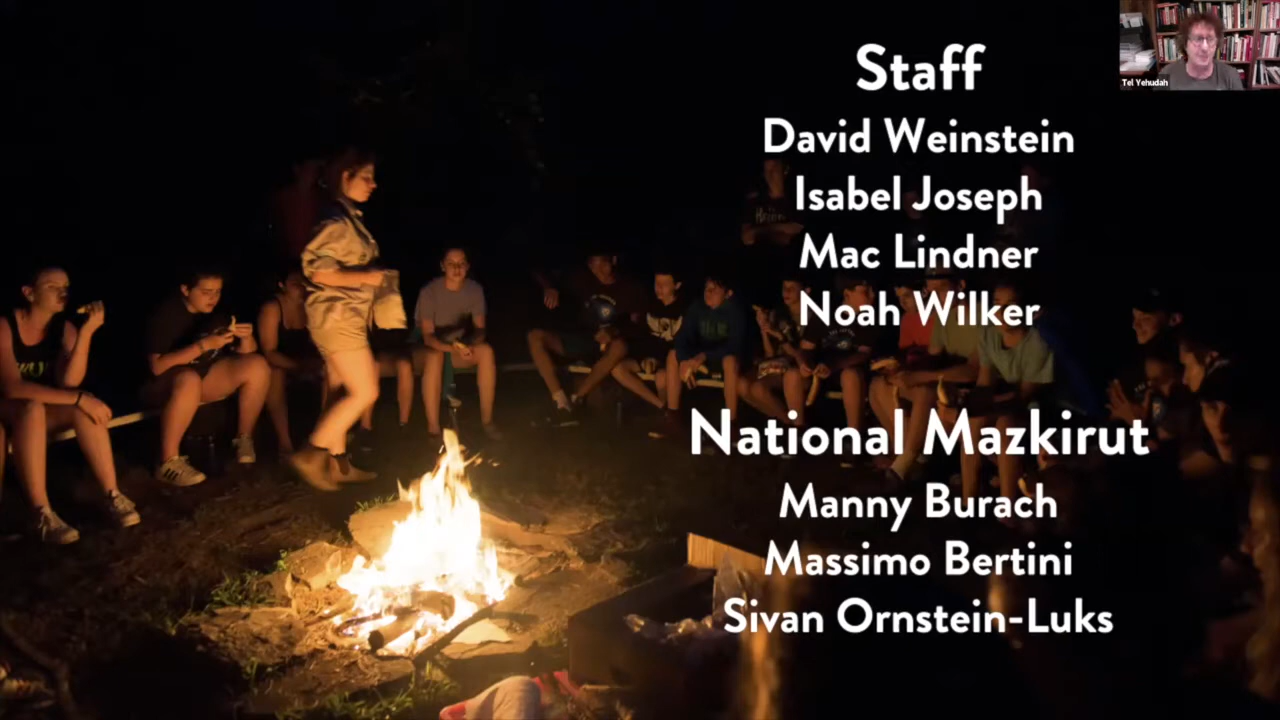 Staff
David Weinstein
Isabel Joseph
Mac Lindner
Noah Wilker
National Mazkirut
Manny Burach
Massimo Bertini
Sivan Ornstein-Luks
Tel Yehudah